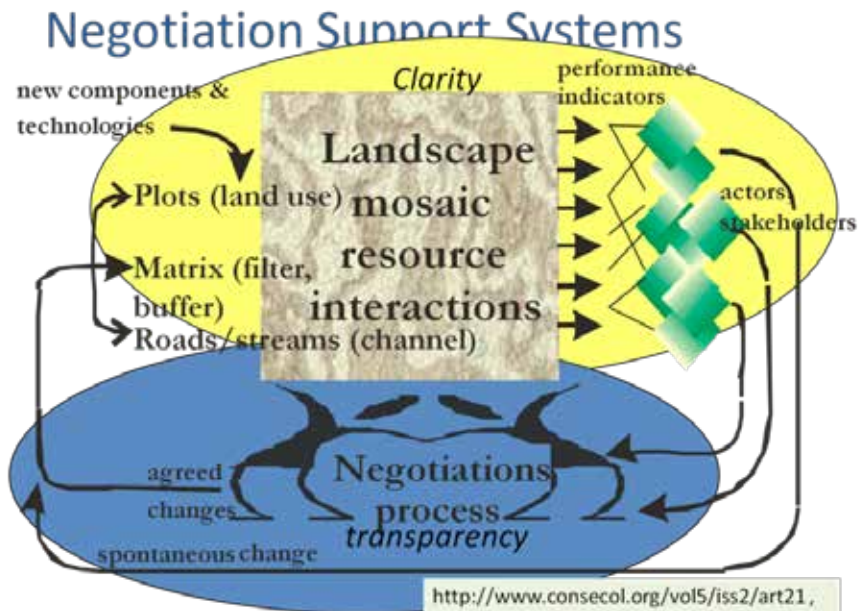 Negotiation Support Systems
Clarity
new components &
technologies
performance
indicators
Landscape
mosaic
resource
interactions
Plots (land use)
Matrix (filter,
buffer)
Roads/streams (channel)
actors,
stakeholders
Negotiations
process
transparency
agreed
changes
spontaneous change
http://www.consecol.org/vol5/iss2/art21,